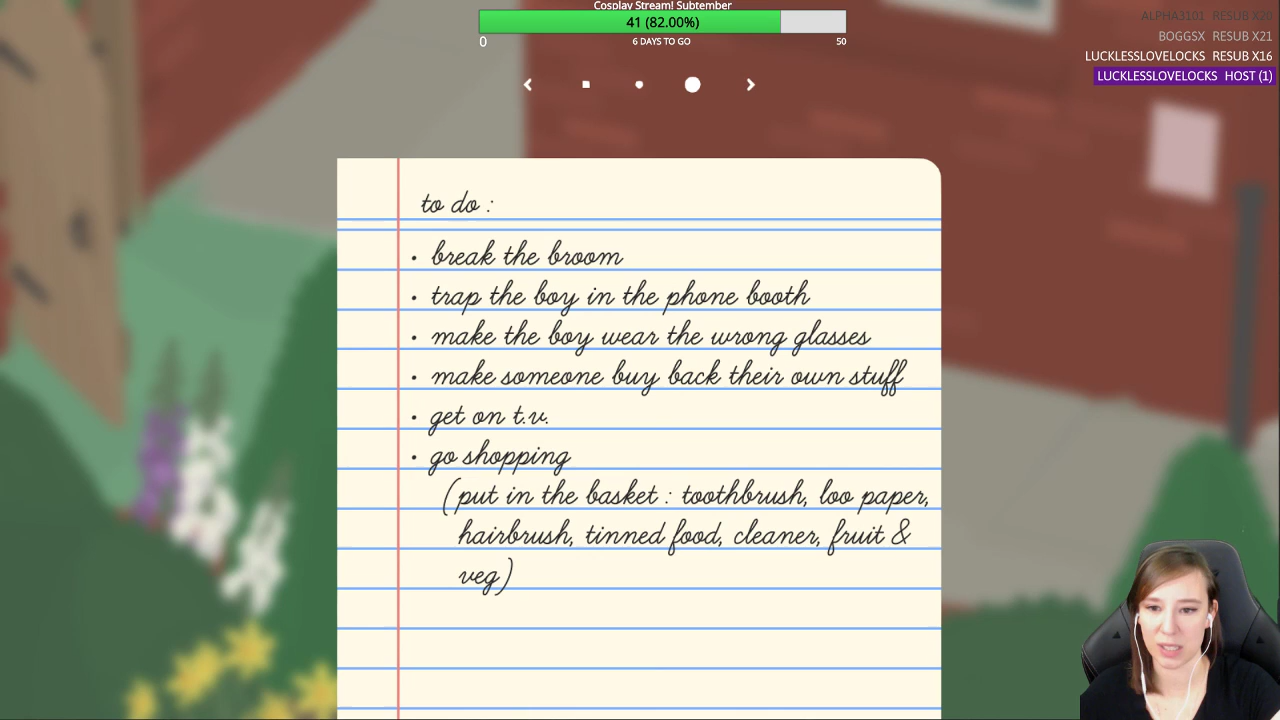 Cosplay Stream! Subtember
41 (82.00%)
0 6 DAYS TO GO 50
ALPHA3101 RESUB X20
BOGGSX RESUB X21
LUCKLESSLOVELOCKS RESUB X16
LUCKLESSLOVELOCKS HOST (1)
to do :
• break the broom
• trap the boy in the phone booth
• make the boy wear the wrong glasses
• make someone buy back their own stuff
• get on t.v.
• go shopping
(put in the basket : toothbrush, loo paper,
hairbrush, tinned food, cleaner, fruit &
veg)